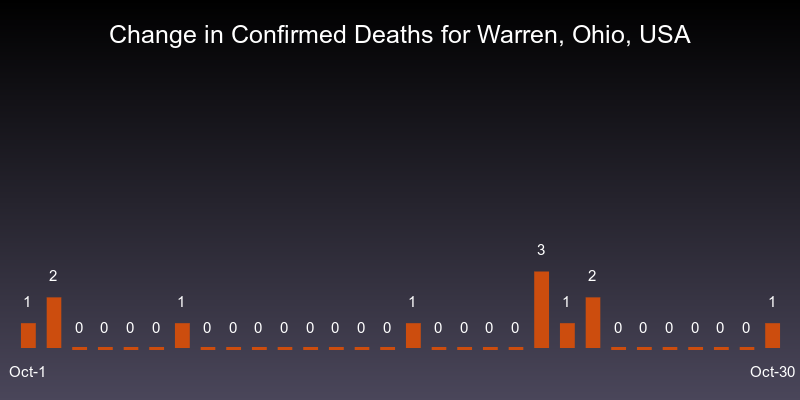 Change in Confirmed Deaths for Warren, Ohio, USA
3
2 2
1 1 1 1 1
0 0 0 0 0 0 0 0 0 0 0 0 0 0 0 0 0 0 0 0 0 0
Oct-1 Oct-30